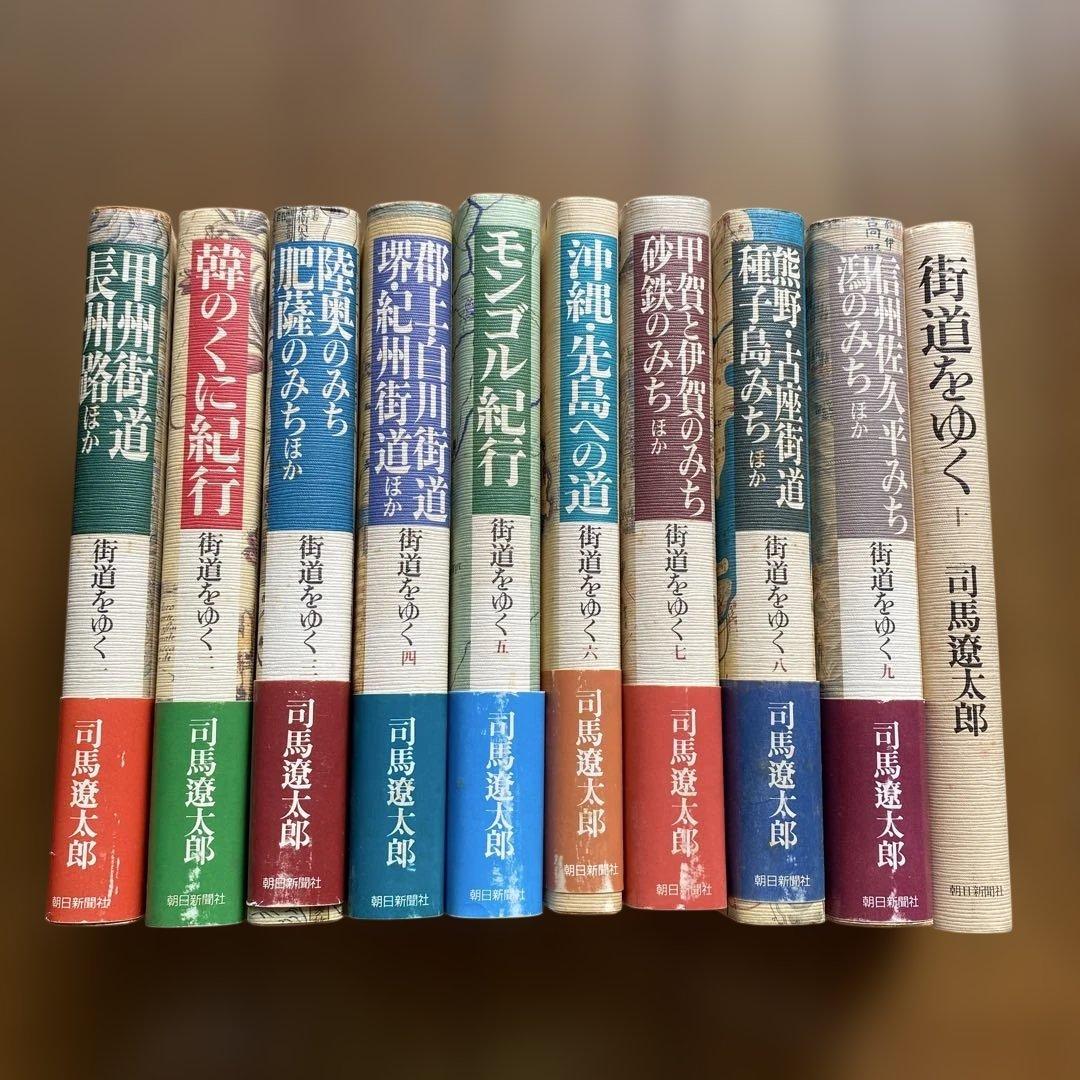 甲州街道
長州路ほか
街道をゆく 一
司馬遼太郎
朝日新聞社
韓のくに紀行
街道をゆく 二
司馬遼太郎
朝日新聞社
陸奥のみち
肥薩のみちほか
街道をゆく 三
司馬遼太郎
朝日新聞社
郡上・白川街道
堺・紀州街道ほか
街道をゆく 四
司馬遼太郎
朝日新聞社
モンゴル紀行
街道をゆく 五
司馬遼太郎
朝日新聞社
沖縄・先島への道
街道をゆく 六
司馬遼太郎
朝日新聞社
甲賀と伊賀のみち
砂鉄のみちほか
街道をゆく 七
司馬遼太郎
朝日新聞社
熊野・古座街道
種子島みちほか
街道をゆく 八
司馬遼太郎
朝日新聞社
信州佐久平みち
潟のみちほか
街道をゆく 九
司馬遼太郎
朝日新聞社
街道をゆく 十
司馬遼太郎
朝日新聞社